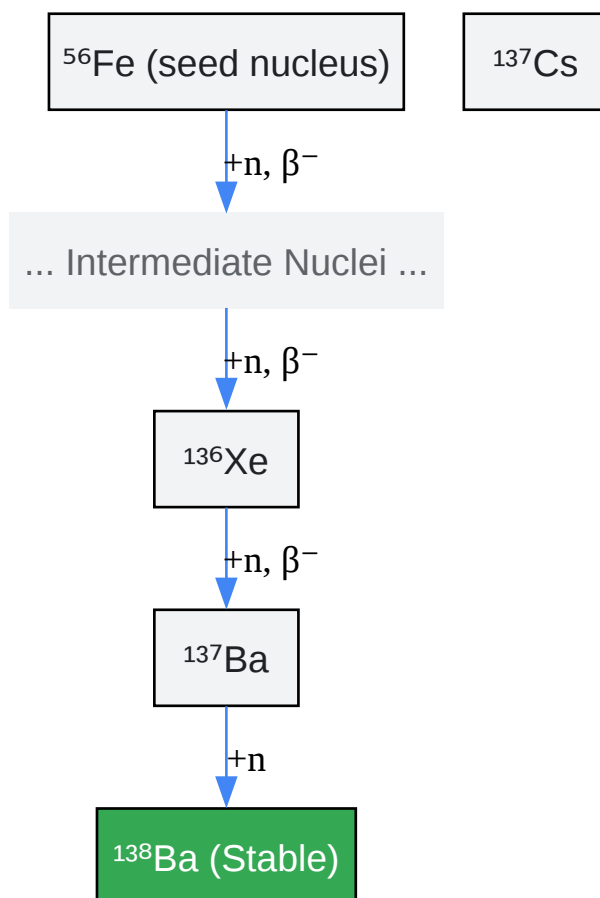 ⁵⁶Fe (seed nucleus)
¹³⁷Cs
+n, β⁻
... Intermediate Nuclei ...
+n, β⁻
¹³⁶Xe
+n, β⁻
¹³⁷Ba
+n
¹³⁸Ba (Stable)